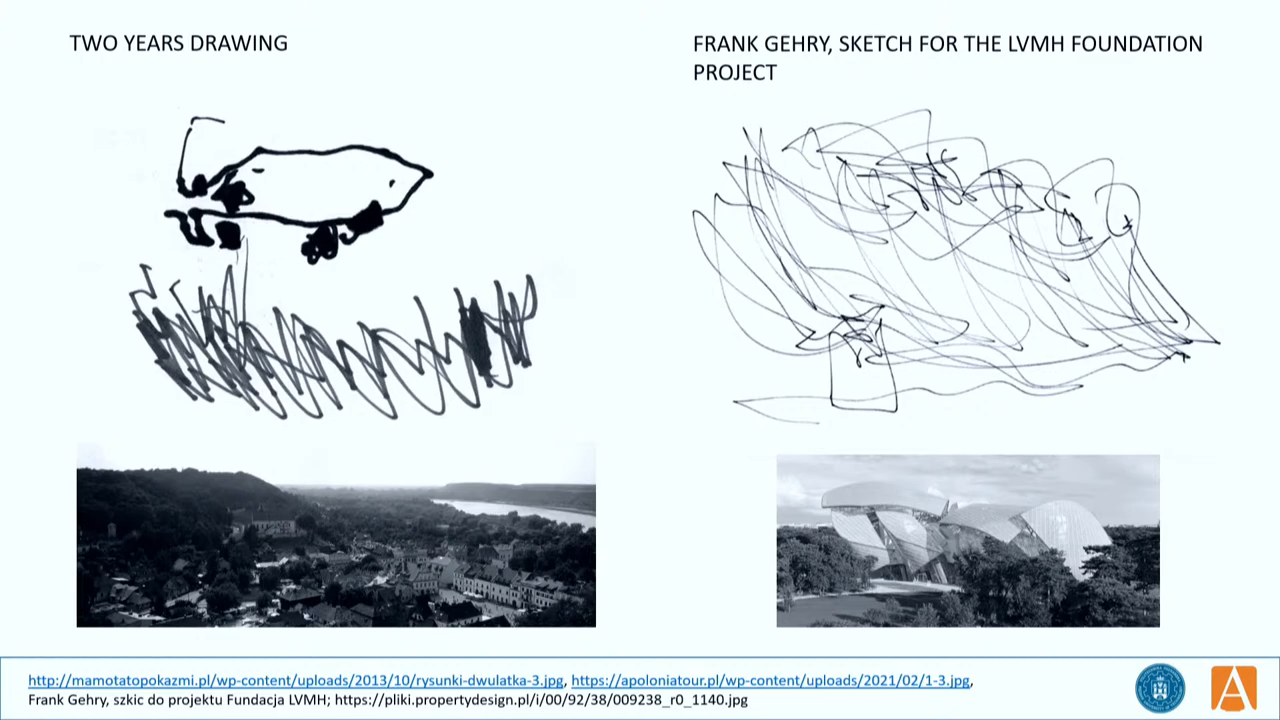 TWO YEARS DRAWING
FRANK GEHRY, SKETCH FOR THE LVMH FOUNDATION
PROJECT
http://mamotatopokazmi.pl/wp-content/uploads/2013/10/rysunki-dwulatka-3.jpg, https://apoloniatour.pl/wp-content/uploads/2021/02/1-3.jpg,
Frank Gehry, szkic do projektu Fundacja LVMH; https://pliki.propertydesign.pl/i/00/92/38/009238_r0_1140.jpg